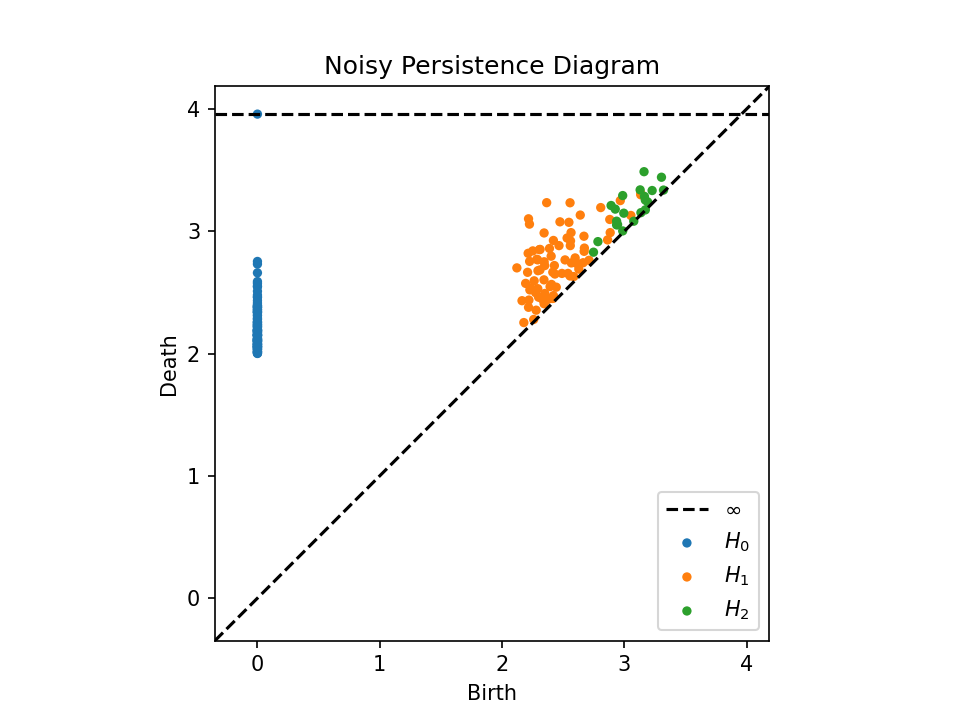 Noisy Persistence Diagram
4
3
2
1
0
Death
0 1 2 3 4
Birth
∞
H₀
H₁
H₂